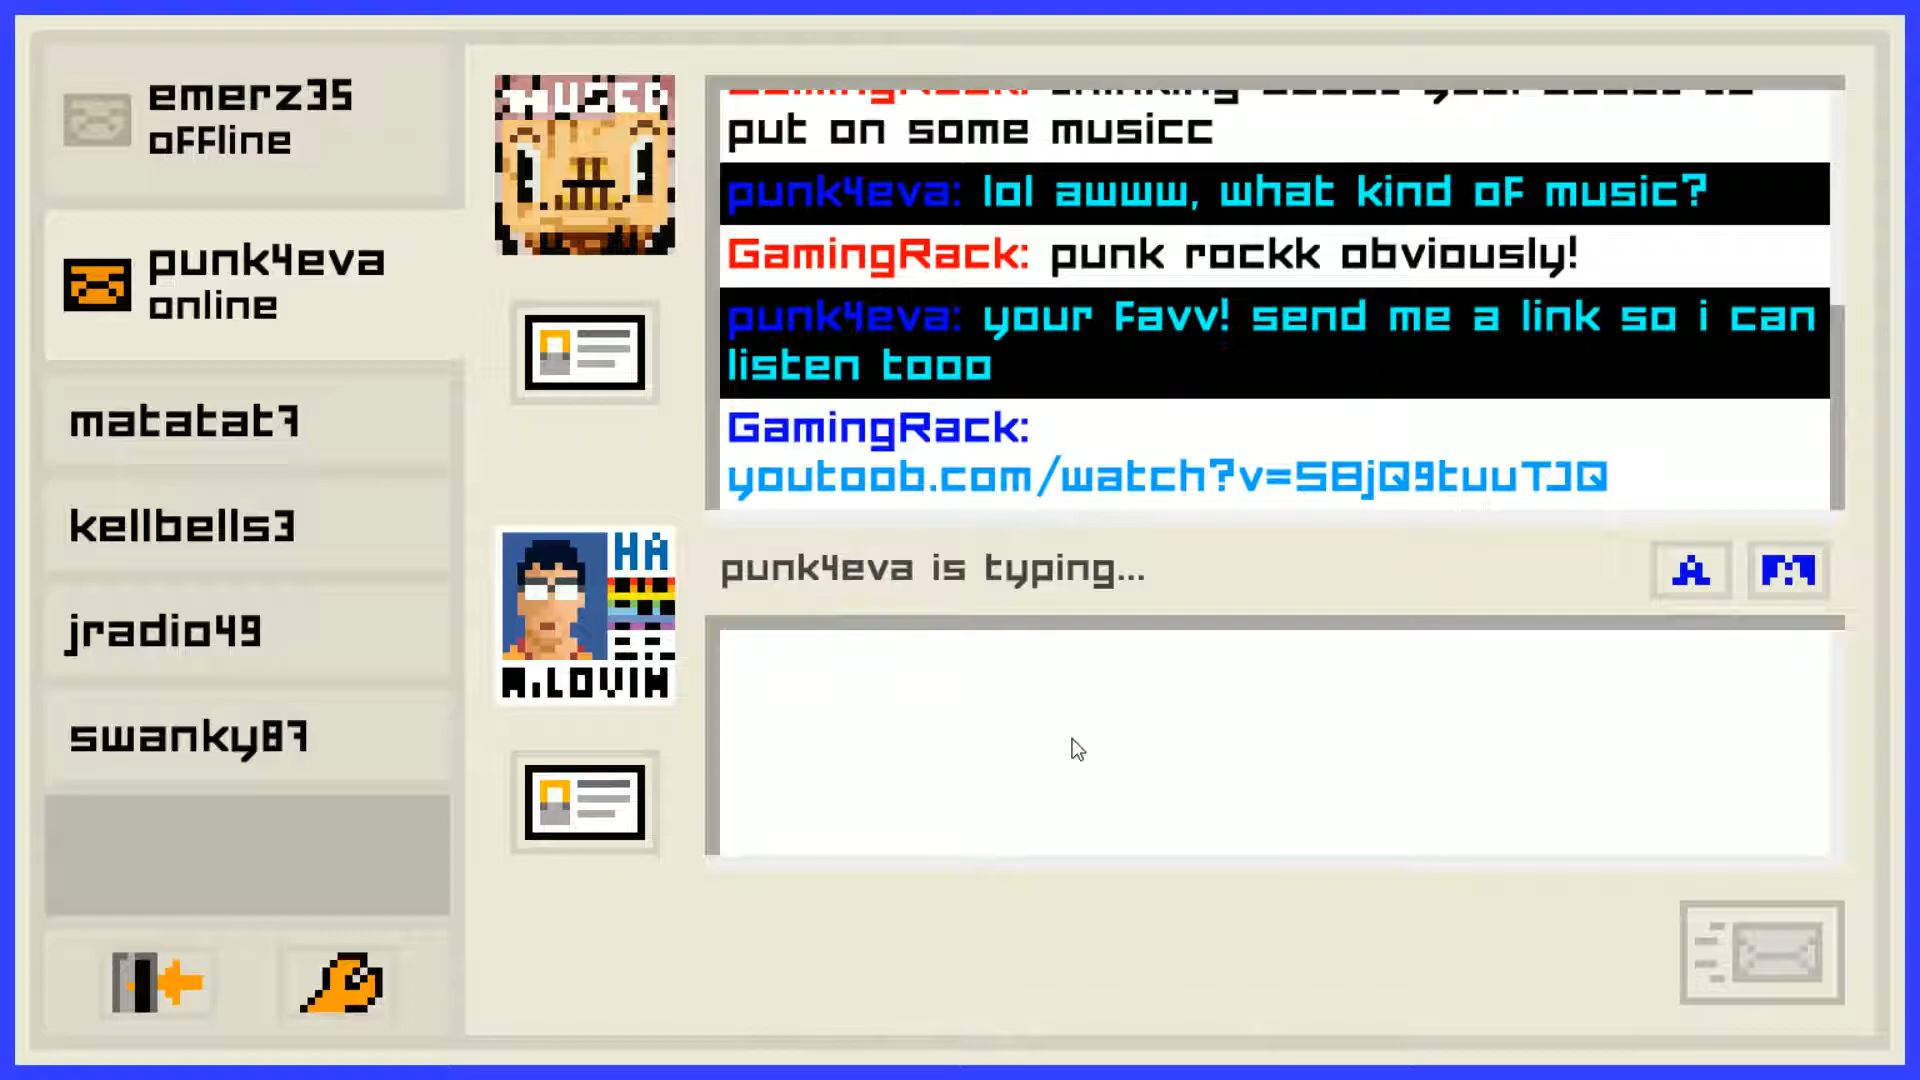 emerz35
offline
punk4eva
online
matatat7
kellbells3
jradio49
swanky87
put on some musicc
punk4eva: lol awww, what kind of music?
GamingRack: punk rockk obviously!
punk4eva: your favv! send me a link so i can
listen tooo
GamingRack:
youtoob.com/watch?v=S8jQ9tuuTJQ
HA
punk4eva is typing...
A